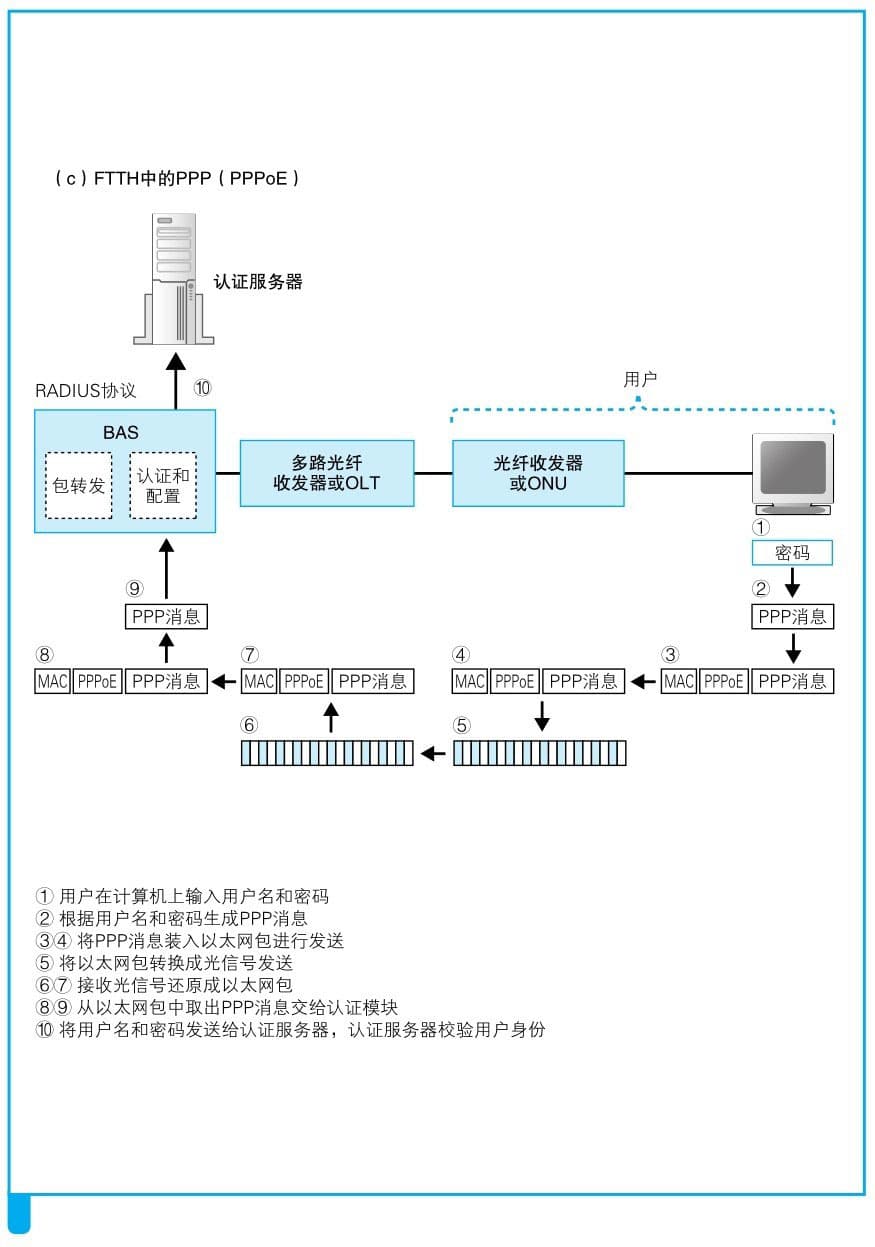 （c）FTTH中的PPP（PPPoE）
认证服务器
⑩
RADIUS协议
用户
BAS
包转发
认证和
配置
多路光纤
收发器或OLT
光纤收发器
或ONU
①
密码
⑨
②
PPP消息
PPP消息
⑧
⑦
④
③
MAC PPPoE PPP消息
MAC PPPoE PPP消息
MAC PPPoE PPP消息
MAC PPPoE PPP消息
⑥
⑤
① 用户在计算机上输入用户名和密码
② 根据用户名和密码生成PPP消息
③④ 将PPP消息装入以太网包进行发送
⑤ 将以太网包转换成光信号发送
⑥⑦ 接收光信号还原成以太网包
⑧⑨ 从以太网包中取出PPP消息交给认证模块
⑩ 将用户名和密码发送给认证服务器，认证服务器校验用户身份